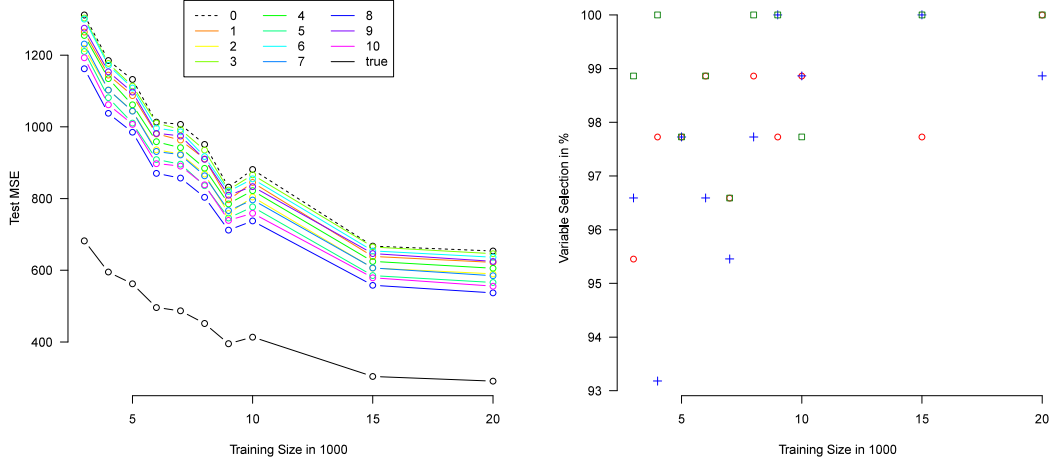 0 4 8
1 5 9
2 6 10
3 7 true
1200
1000
800
600
400
Test MSE
5 10 15 20
Training Size in 1000
100
99
98
97
96
95
94
93
Variable Selection in %
5 10 15 20
Training Size in 1000